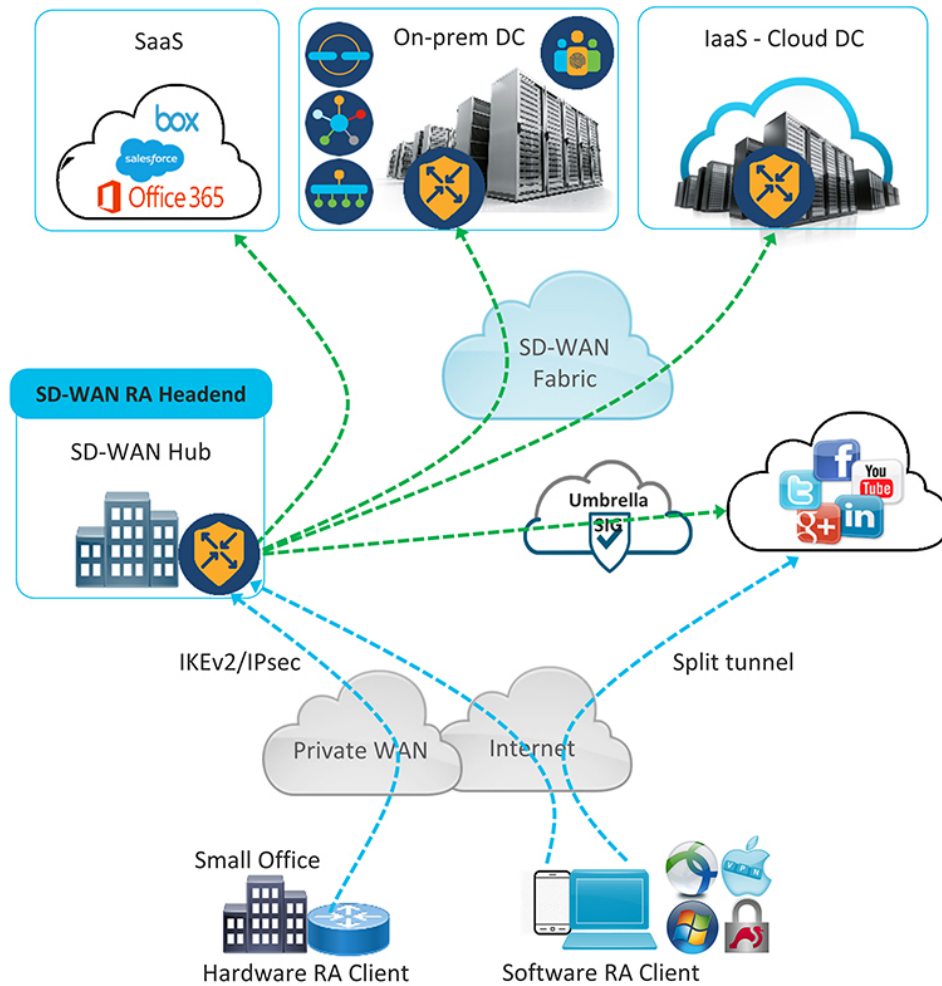 SaaS
box
salesforce
Office 365
On-prem DC
IaaS - Cloud DC
SD-WAN
Fabric
SD-WAN RA Headend
SD-WAN Hub
Umbrella
SIG
f
You
Tube
t
g+
in
IKEv2/IPsec
Split tunnel
Private WAN
Internet
Small Office
VPN
Hardware RA Client
Software RA Client